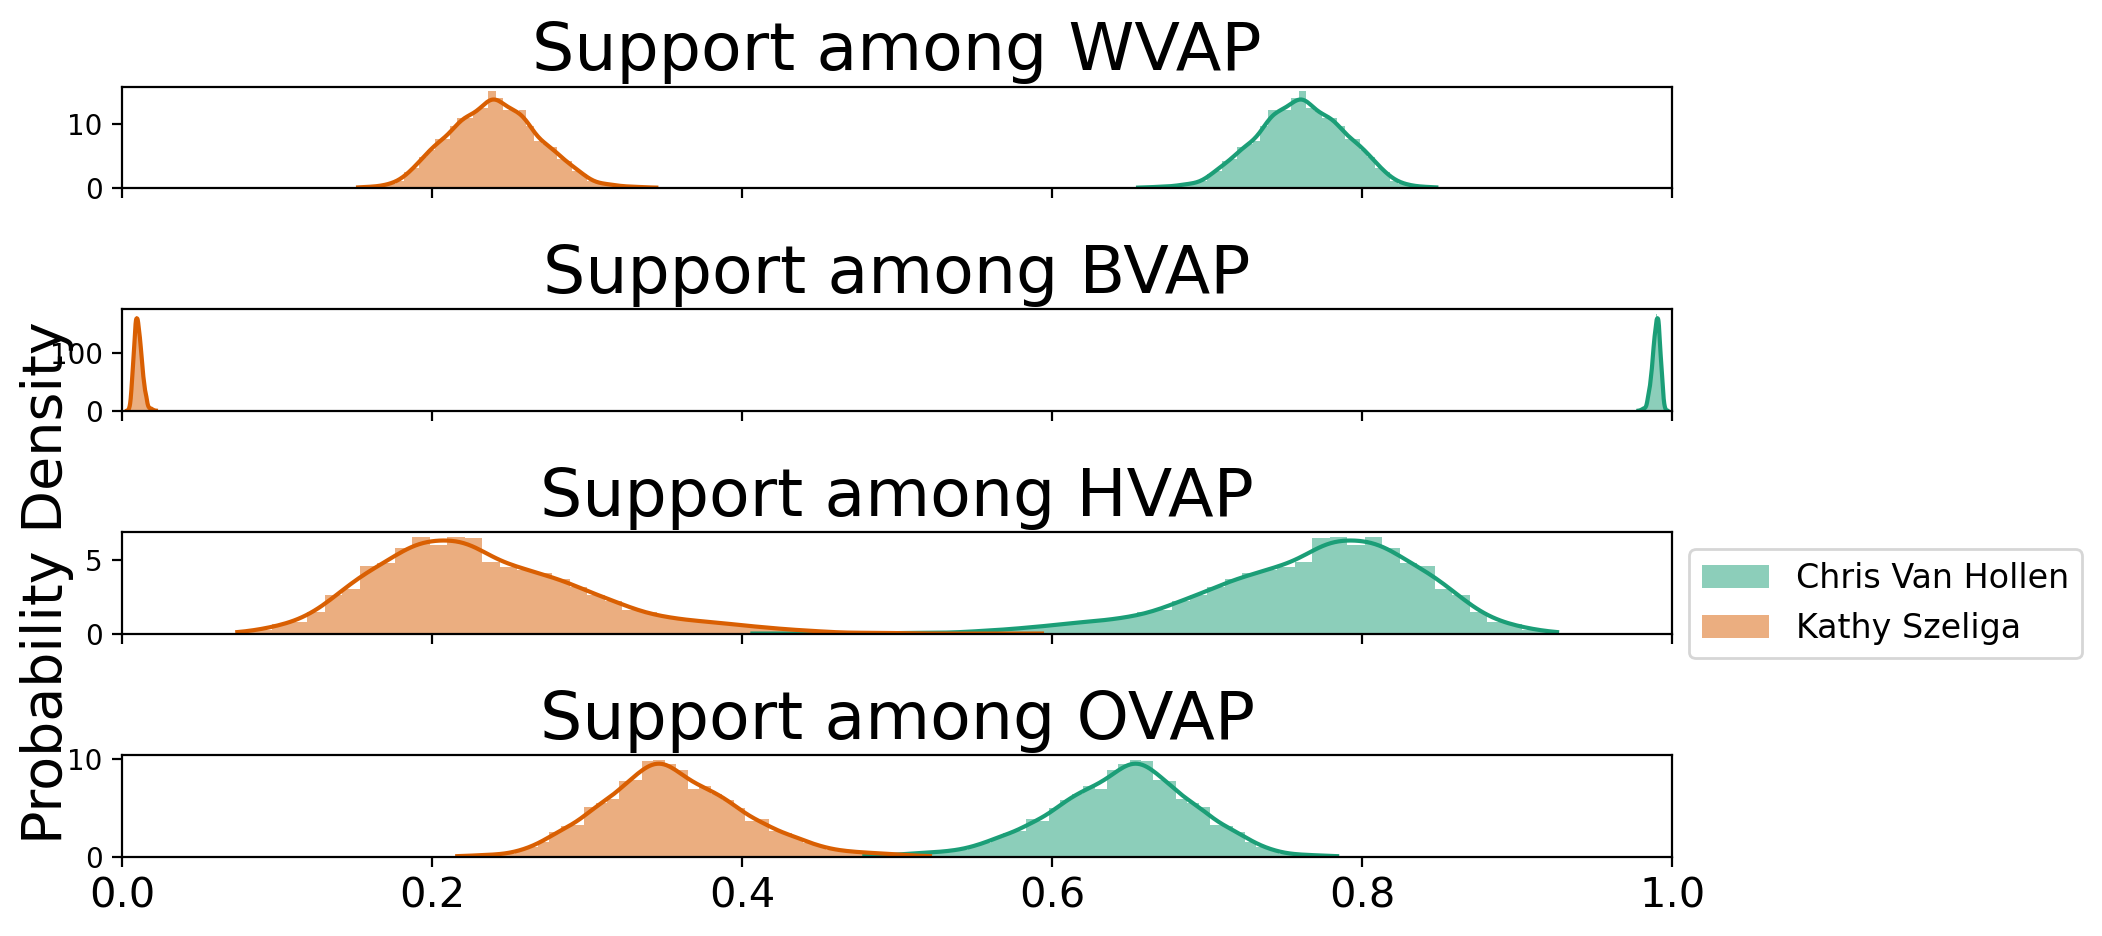 Support among WVAP
10
0
Support among BVAP
100
0
Support among HVAP
5
0
Support among OVAP
10
0
0.0 0.2 0.4 0.6 0.8 1.0
Probability Density
Chris Van Hollen
Kathy Szeliga